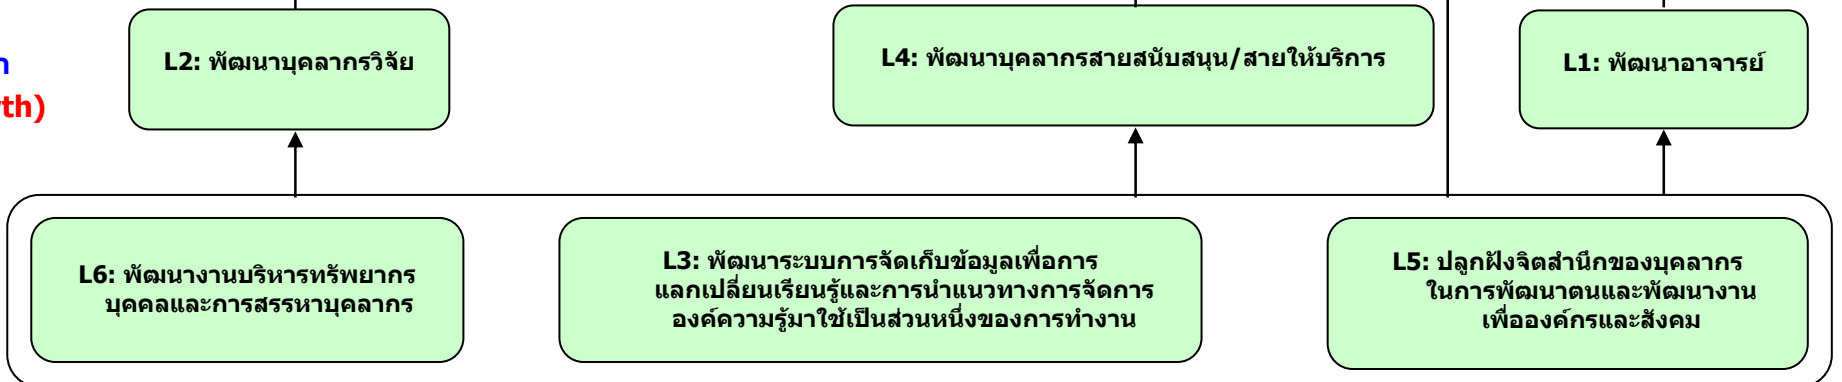 L2: พัฒนาบุคลากรวิจัย
L4: พัฒนาบุคลากรสายสนับสนุน/สายให้บริการ
L1: พัฒนาอาจารย์
th)
L6: พัฒนางานบริหารทรัพยากร
บุคคลและการสรรหาบุคลากร
L3: พัฒนาระบบการจัดเก็บข้อมูลเพื่อการ
แลกเปลี่ยนเรียนรู้และการนำแนวทางการจัดการ
องค์ความรู้มาใช้เป็นส่วนหนึ่งของการทำงาน
L5: ปลูกฝังจิตสำนึกของบุคลากร
ในการพัฒนาตนและพัฒนางาน
เพื่อองค์กรและสังคม